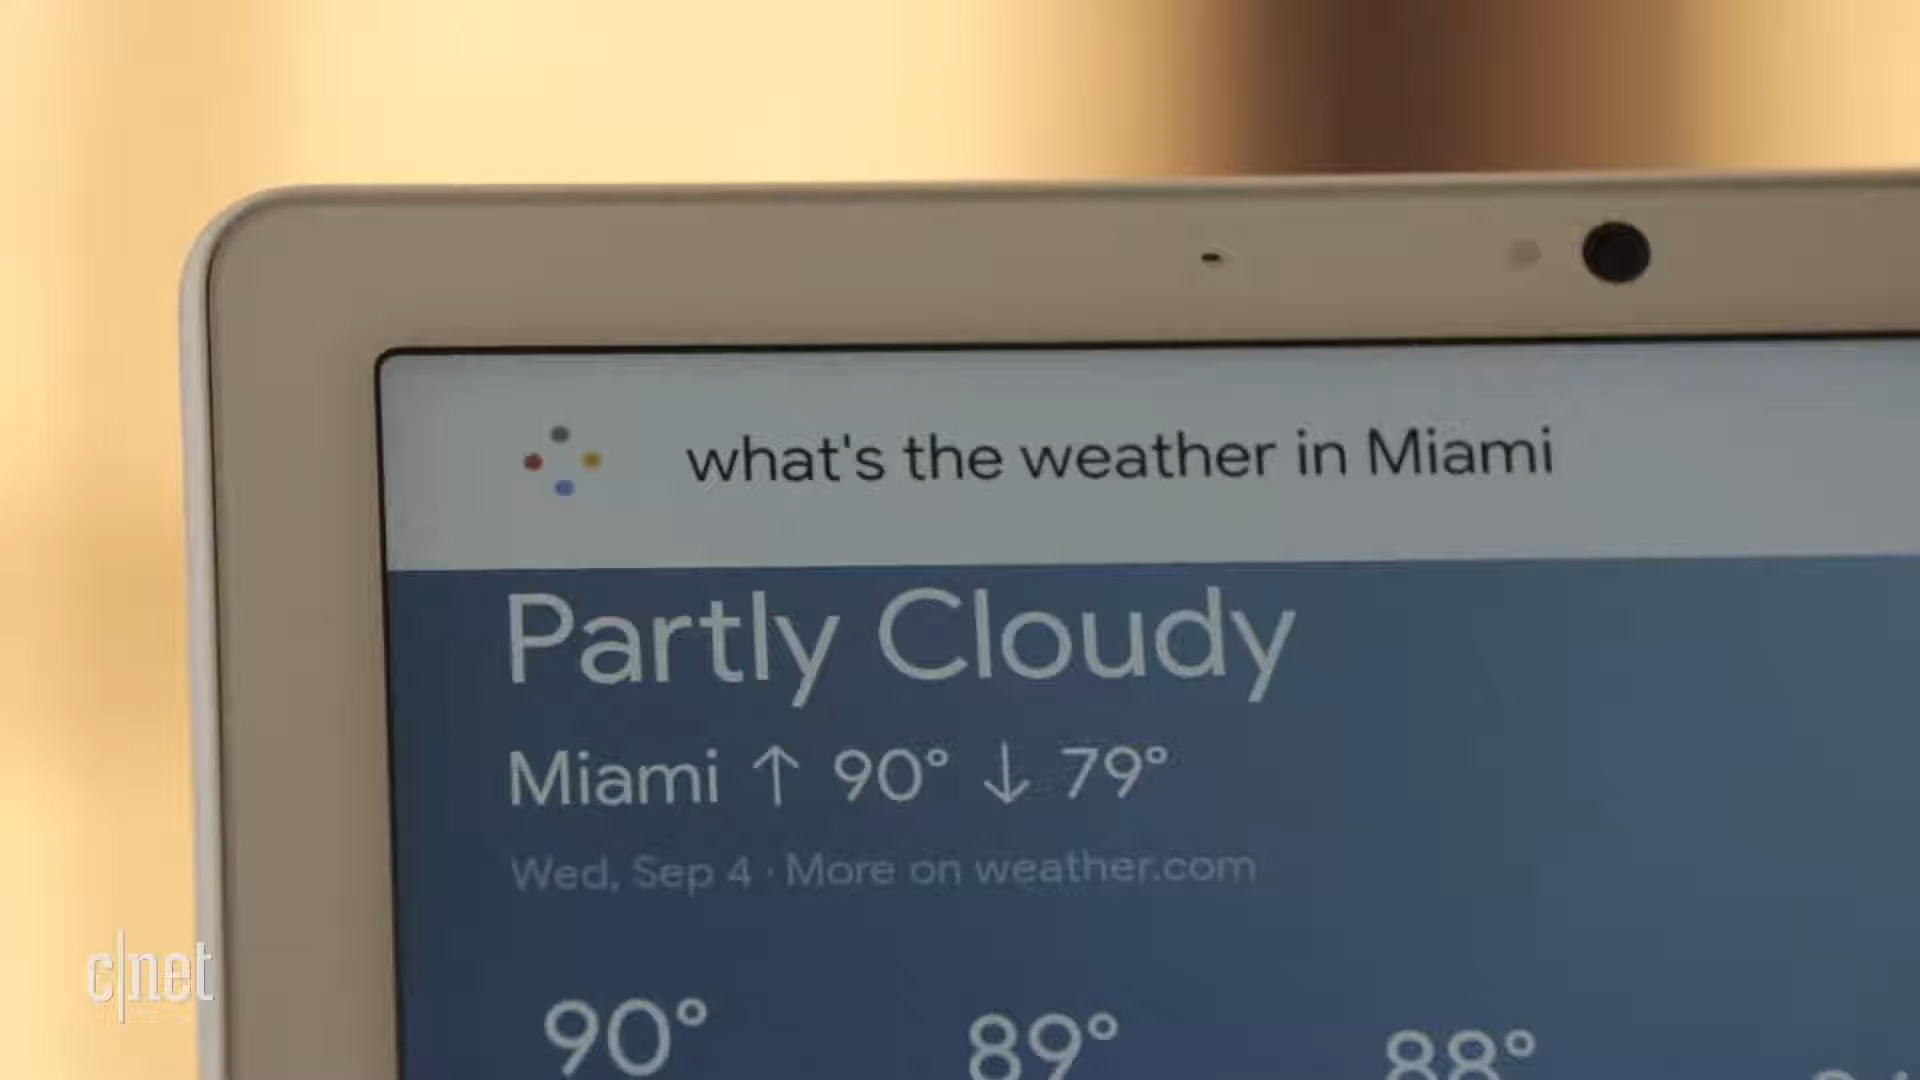 what's the weather in Miami
Partly Cloudy
Miami ↑ 90° ↓ 79°
Wed, Sep 4 · More on weather.com
90° 89° 88°
c|net